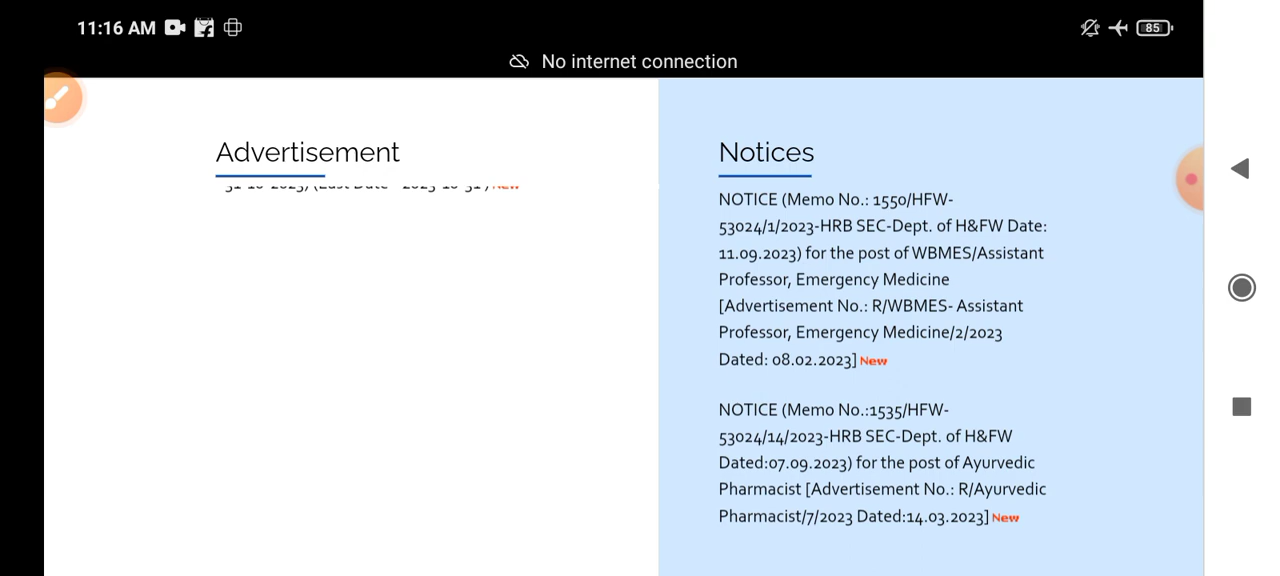 11:16 AM
85
No internet connection
Advertisement
New
Notices
NOTICE (Memo No.: 1550/HFW-
53024/1/2023-HRB SEC-Dept. of H&FW Date:
11.09.2023) for the post of WBMES/Assistant
Professor, Emergency Medicine
[Advertisement No.: R/WBMES- Assistant
Professor, Emergency Medicine/2/2023
Dated: 08.02.2023] New
NOTICE (Memo No.:1535/HFW-
53024/14/2023-HRB SEC-Dept. of H&FW
Dated:07.09.2023) for the post of Ayurvedic
Pharmacist [Advertisement No.: R/Ayurvedic
Pharmacist/7/2023 Dated:14.03.2023] New